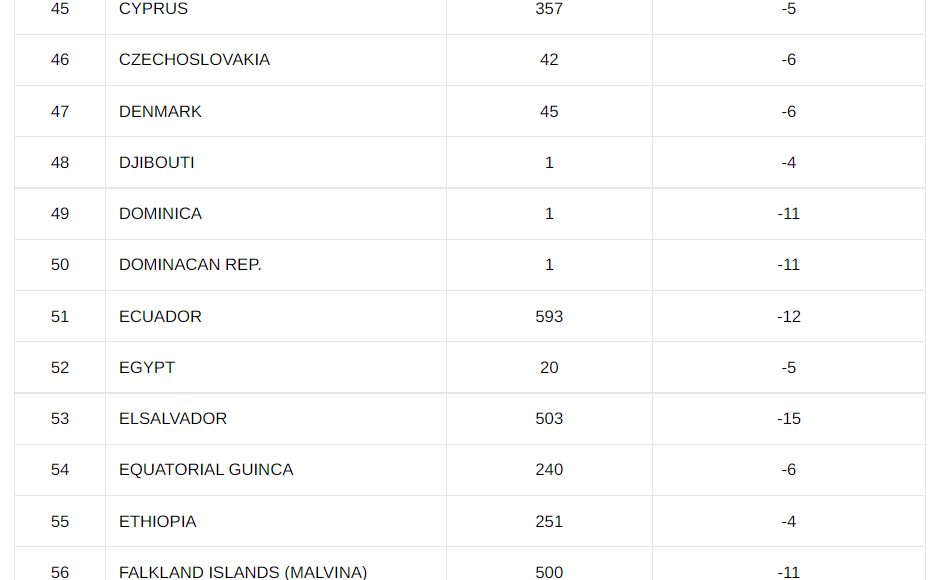 45 CYPRUS 357 -5
46 CZECHOSLOVAKIA 42 -6
47 DENMARK 45 -6
48 DJIBOUTI 1 -4
49 DOMINICA 1 -11
50 DOMINACAN REP. 1 -11
51 ECUADOR 593 -12
52 EGYPT 20 -5
53 ELSALVADOR 503 -15
54 EQUATORIAL GUINCA 240 -6
55 ETHIOPIA 251 -4
56 FALKLAND ISLANDS (MALVINA) 500 -11